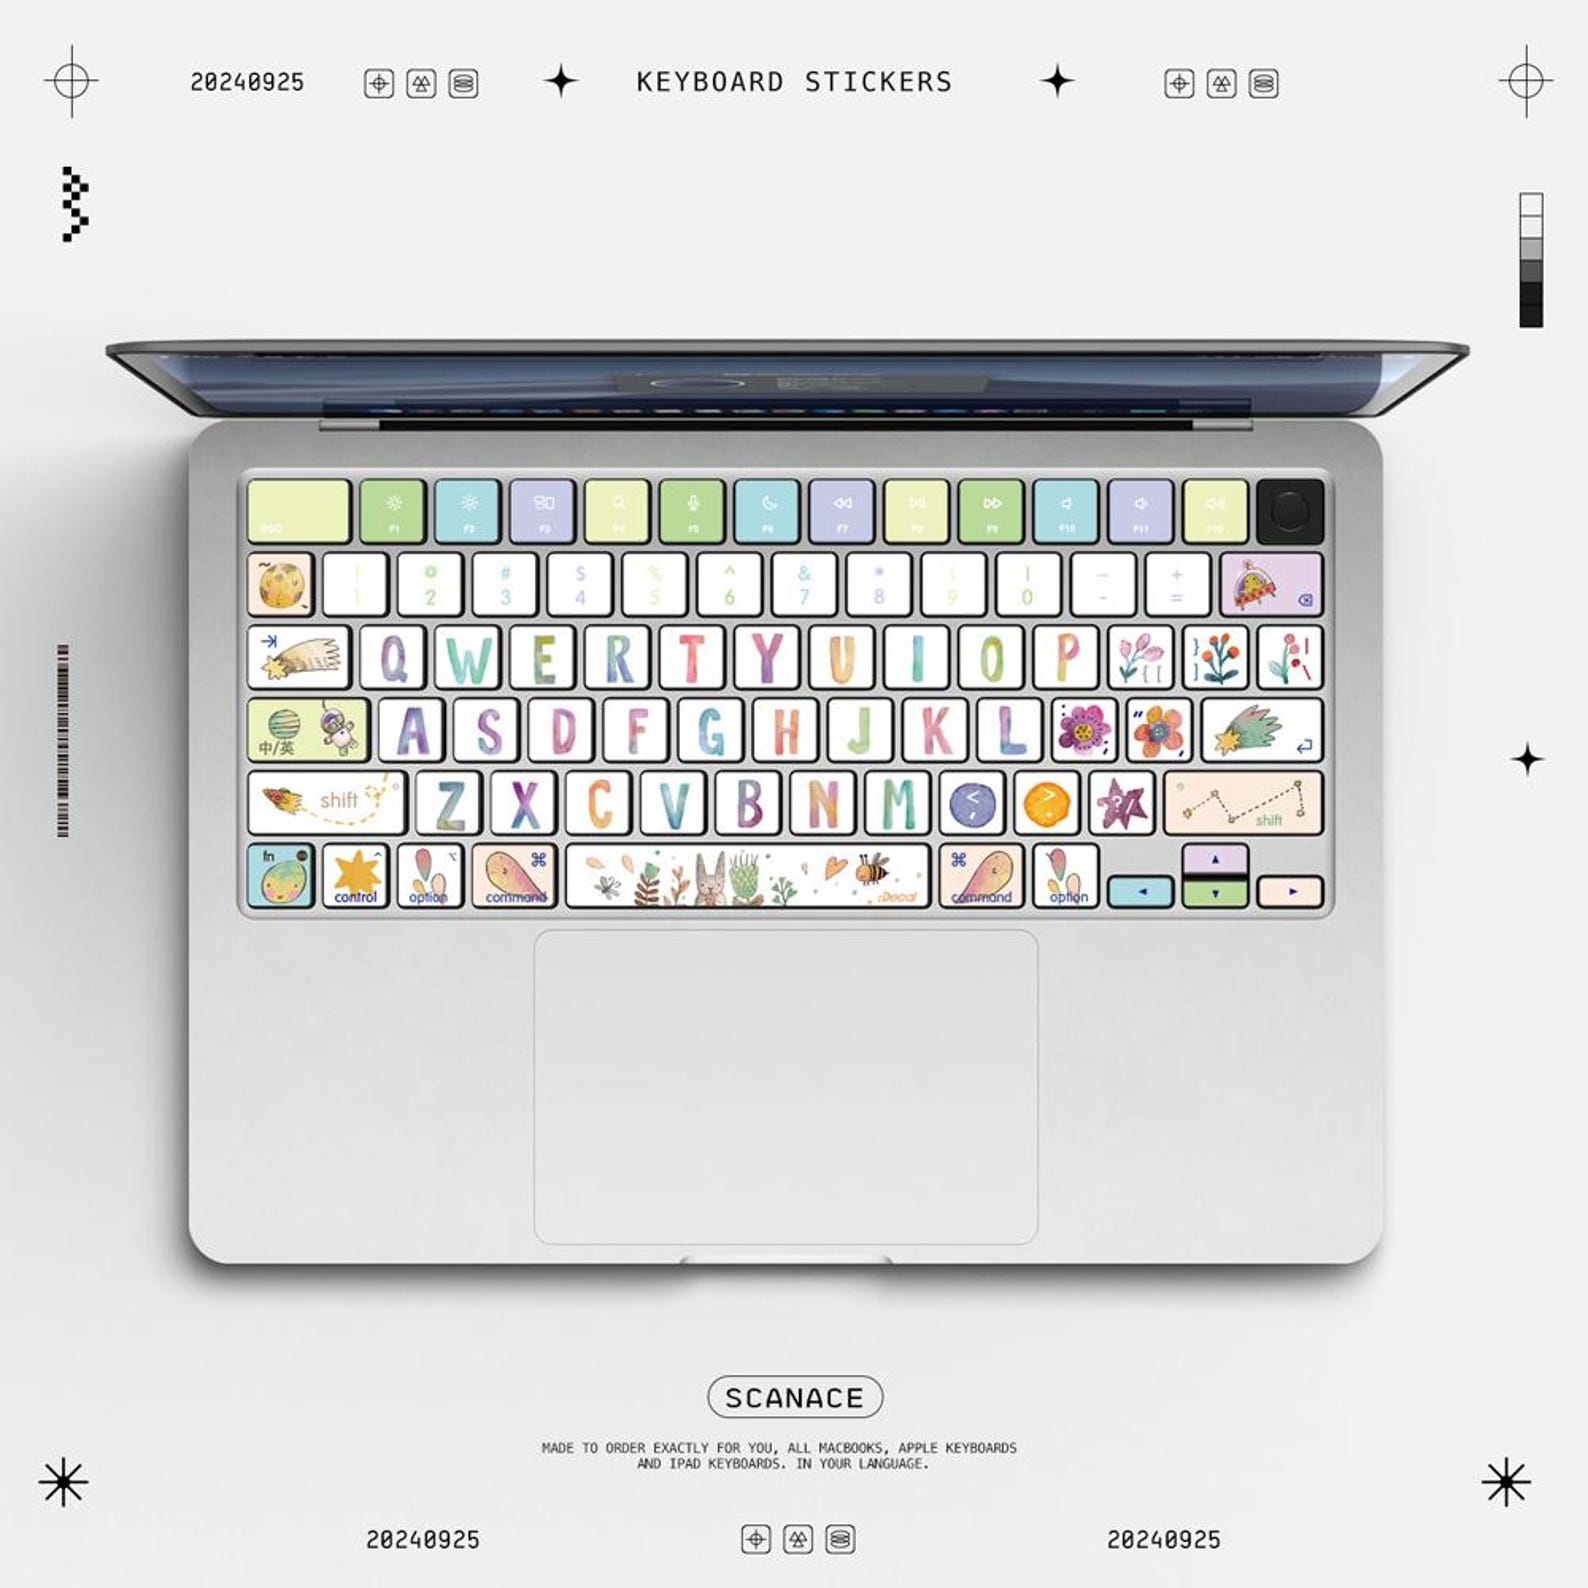 20240925 KEYBOARD STICKERS
esc F1 F2 F3 F4 F5 F6 F7 F8 F9 F10 F11 F12
~ ` ! 1 @ 2 # 3 $ 4 % 5 ^ 6 & 7 * 8 ( 9 ) 0 — - + =
Q W E R T Y U I O P { [ } ] | \
中/英 A S D F G H J K L : ; " '
shift Z X C V B N M < , > . ? / shift
fn control option command :Decal command option
SCANACE
MADE TO ORDER EXACTLY FOR YOU, ALL MACBOOKS, APPLE KEYBOARDS
AND IPAD KEYBOARDS. IN YOUR LANGUAGE.
20240925 20240925